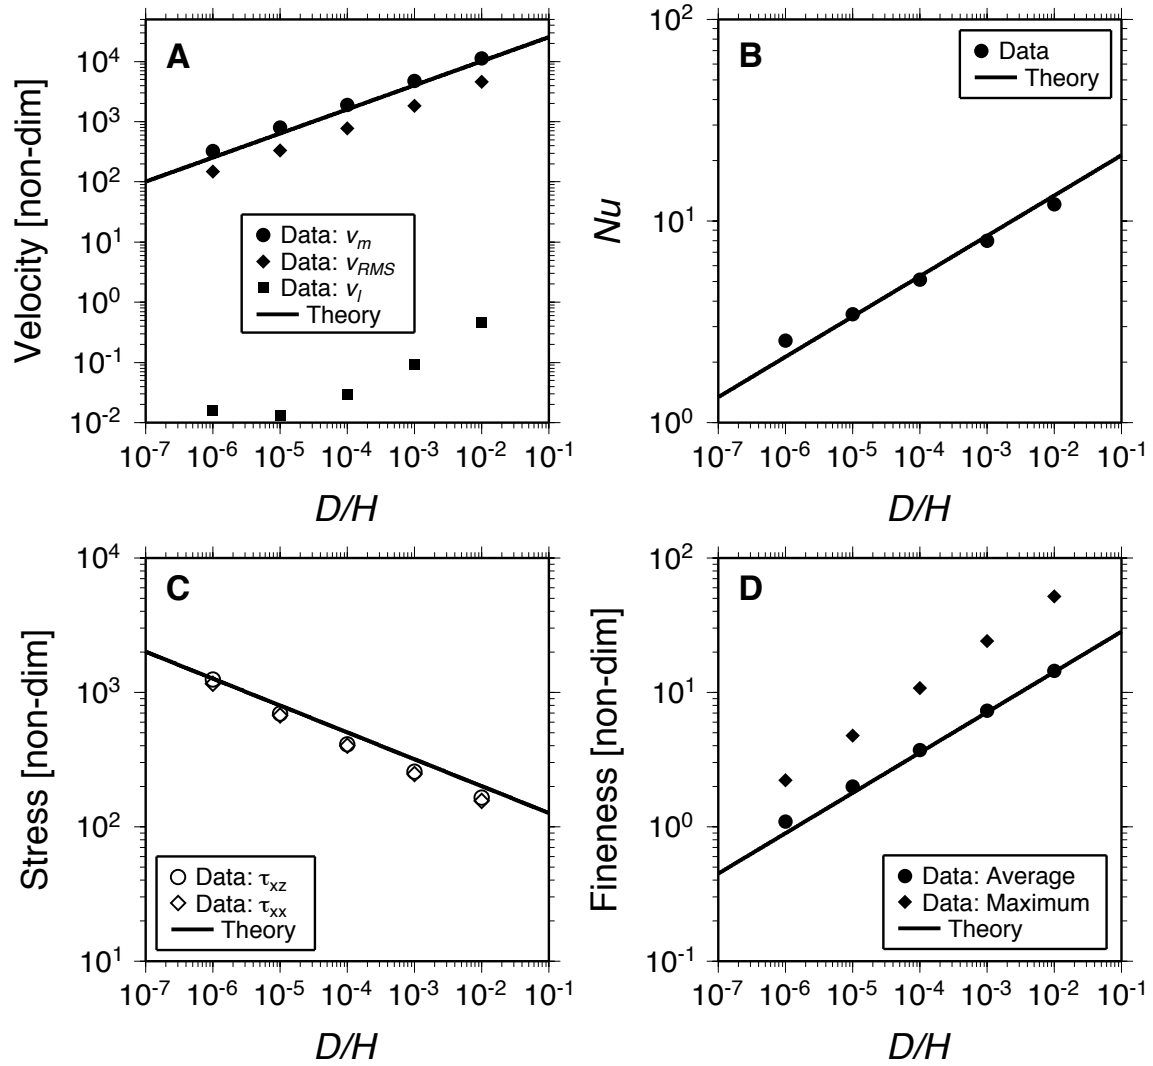 A
Velocity [non-dim]
10^4
10^3
10^2
10^1
10^0
10^-1
10^-2
Data: v_m
Data: v_RMS
Data: v_l
Theory
10^-7 10^-6 10^-5 10^-4 10^-3 10^-2 10^-1
D/H
B
Nu
10^2
10^1
10^0
Data
Theory
10^-7 10^-6 10^-5 10^-4 10^-3 10^-2 10^-1
D/H
C
Stress [non-dim]
10^4
10^3
10^2
10^1
Data: τ_xz
Data: τ_xx
Theory
10^-7 10^-6 10^-5 10^-4 10^-3 10^-2 10^-1
D/H
D
Fineness [non-dim]
10^2
10^1
10^0
10^-1
Data: Average
Data: Maximum
Theory
10^-7 10^-6 10^-5 10^-4 10^-3 10^-2 10^-1
D/H